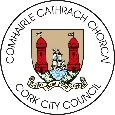 COMHAIRLE CATHRACH CHORCAÍ
CORK CITY COUNCIL